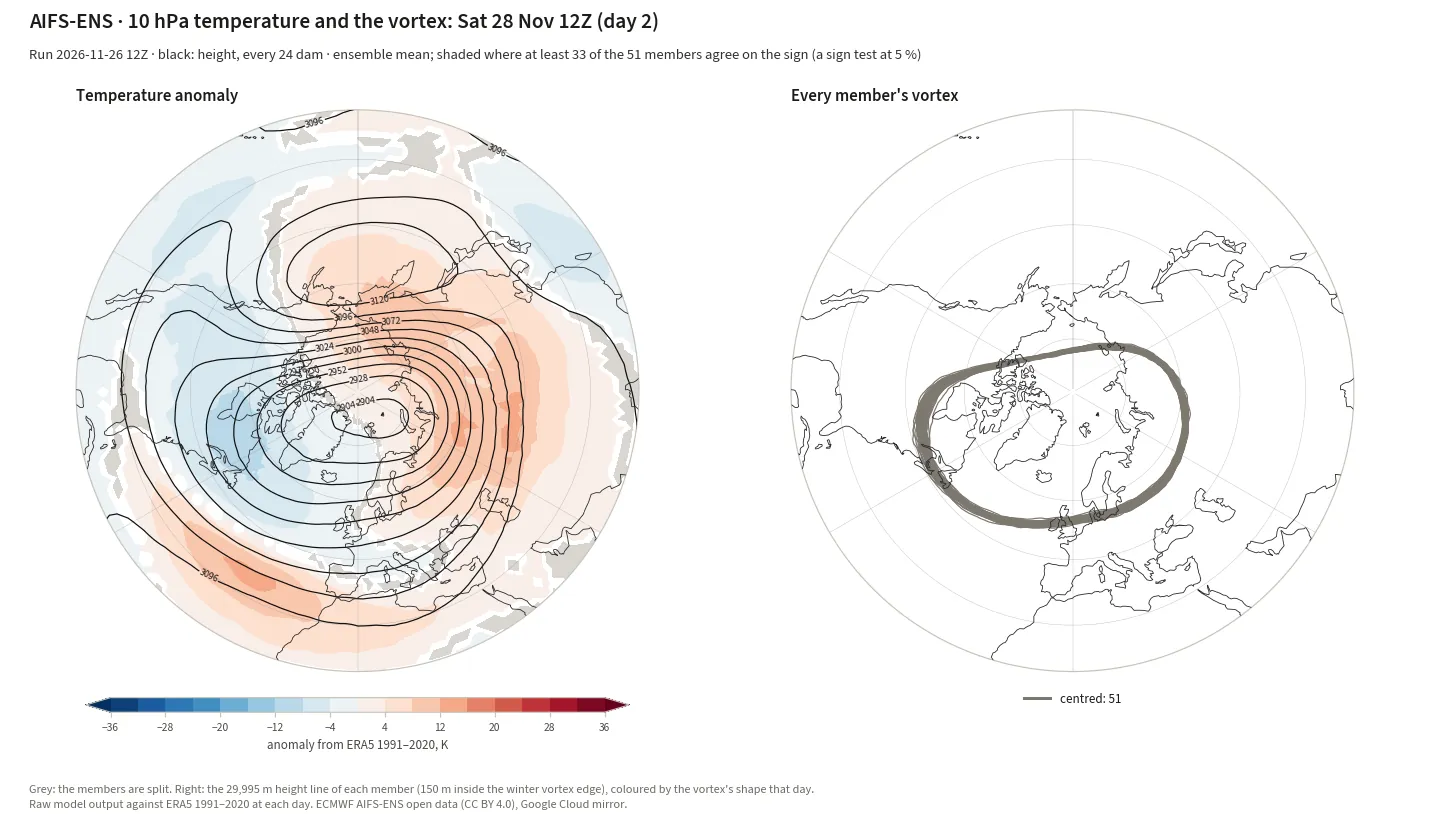 AIFS-ENS · 10 hPa temperature and the vortex: Sat 28 Nov 12Z (day 2)
Run 2026-11-26 12Z · black: height, every 24 dam · ensemble mean; shaded where at least 33 of the 51 members agree on the sign (a sign test at 5 %)
Temperature anomaly
Every member's vortex
3096
3096
3120
3096
3072
3048
3024
3000
2952
2928
2904
2904
3096
−36 −28 −20 −12 −4 4 12 20 28 36
anomaly from ERA5 1991–2020, K
centred: 51
Grey: the members are split. Right: the 29,995 m height line of each member (150 m inside the winter vortex edge), coloured by the vortex's shape that day.
Raw model output against ERA5 1991–2020 at each day. ECMWF AIFS-ENS open data (CC BY 4.0), Google Cloud mirror.